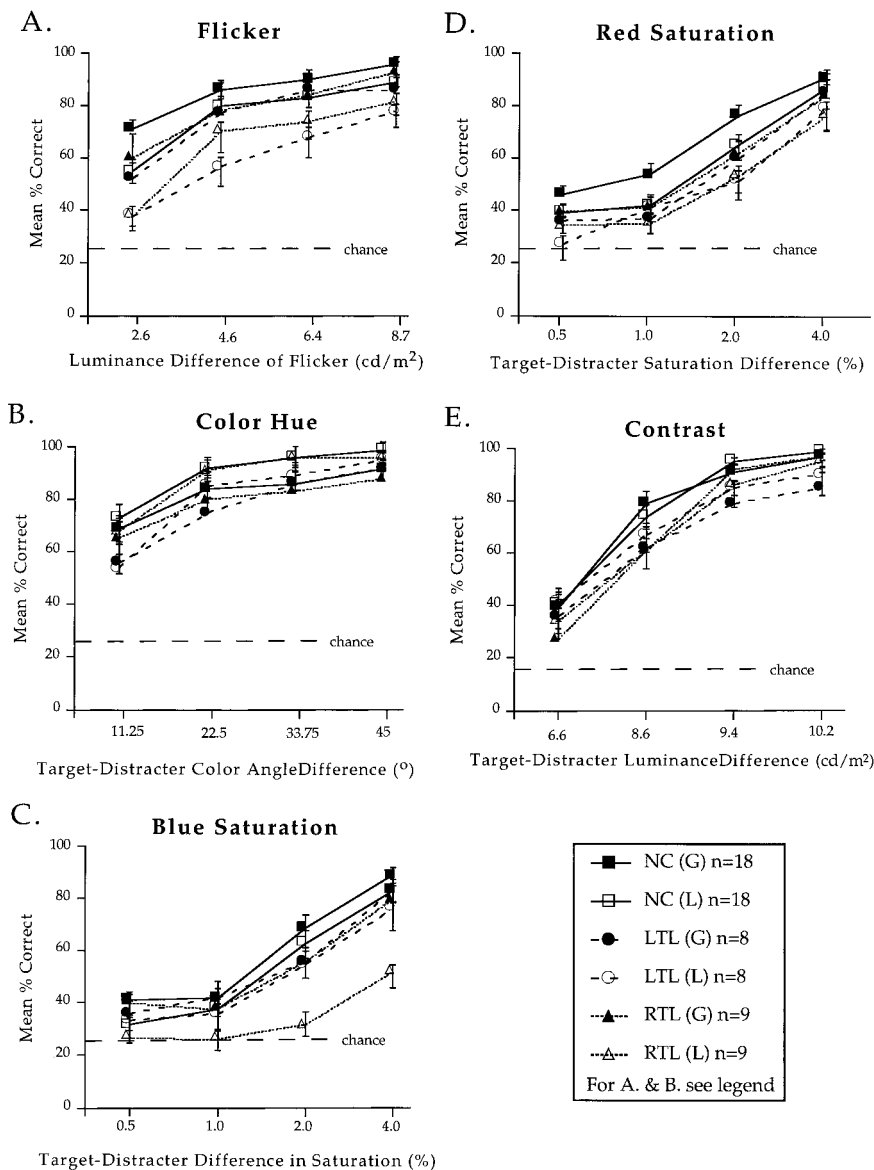 A.
Flicker
100
80
60
40
20
0
Mean % Correct
chance
2.6 4.6 6.4 8.7
Luminance Difference of Flicker (cd/m²)
D.
Red Saturation
100
80
60
40
20
0
Mean % Correct
chance
0.5 1.0 2.0 4.0
Target-Distracter Saturation Difference (%)
B.
Color Hue
100
80
60
40
20
0
Mean % Correct
chance
11.25 22.5 33.75 45
Target-Distracter Color AngleDifference (°)
E.
Contrast
100
80
60
40
20
0
Mean % Correct
chance
6.6 8.6 9.4 10.2
Target-Distracter LuminanceDifference (cd/m²)
C.
Blue Saturation
100
80
60
40
20
0
Mean % Correct
chance
0.5 1.0 2.0 4.0
Target-Distracter Difference in Saturation (%)
NC (G) n=18
NC (L) n=18
LTL (G) n=8
LTL (L) n=8
RTL (G) n=9
RTL (L) n=9
For A. & B. see legend